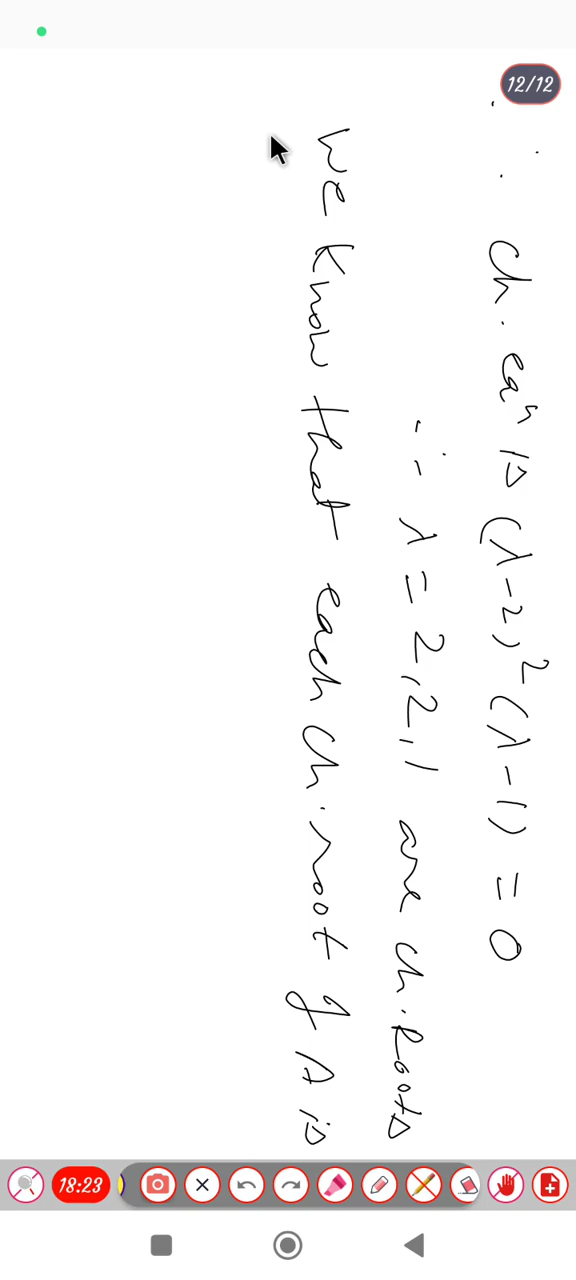 12/12
∴ ch. eqⁿ is (λ-2)²(λ-1) = 0
∴ λ = 2,2,1 are ch. Roots
We know that each ch. root of A is
18:23